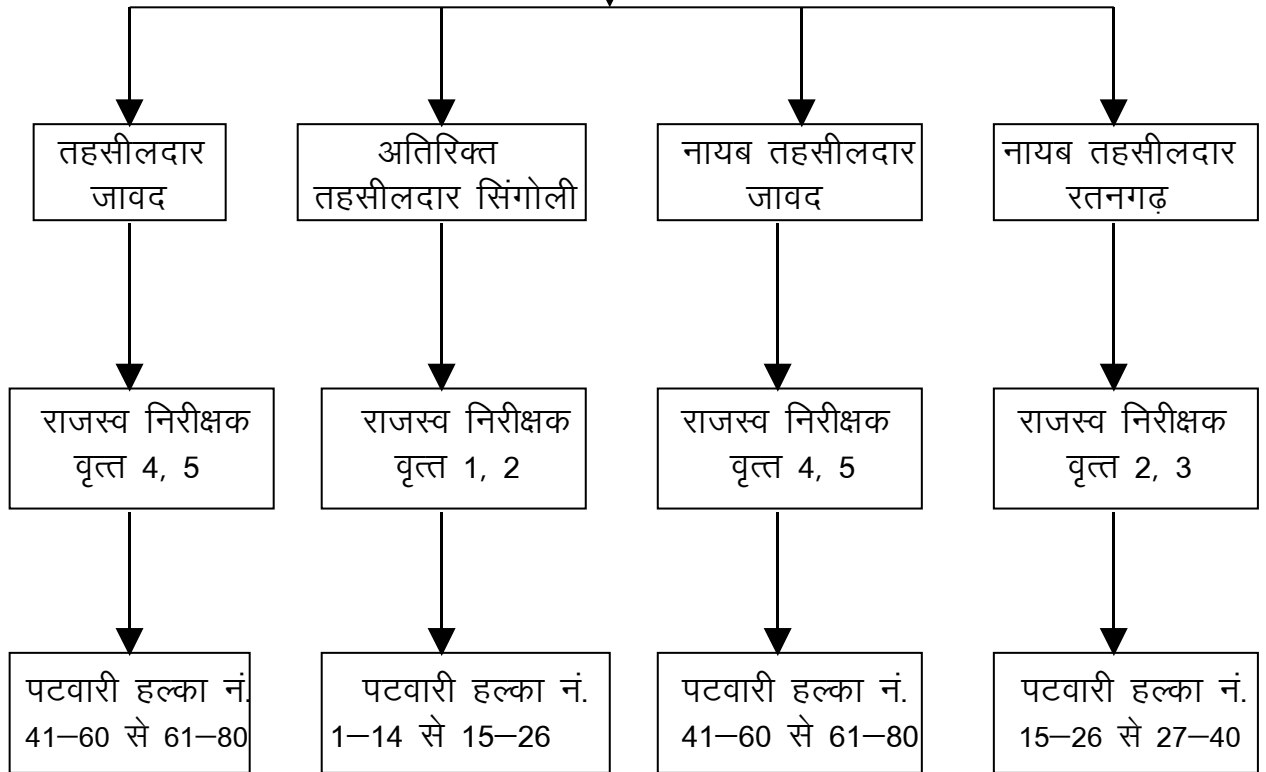 तहसीलदार
जावद
अतिरिक्त
तहसीलदार सिंगोली
नायब तहसीलदार
जावद
नायब तहसीलदार
रतनगढ़
राजस्व निरीक्षक
वृत्त 4, 5
राजस्व निरीक्षक
वृत्त 1, 2
राजस्व निरीक्षक
वृत्त 4, 5
राजस्व निरीक्षक
वृत्त 2, 3
पटवारी हल्का नं.
41–60 से 61–80
पटवारी हल्का नं.
1–14 से 15–26
पटवारी हल्का नं.
41–60 से 61–80
पटवारी हल्का नं.
15–26 से 27–40